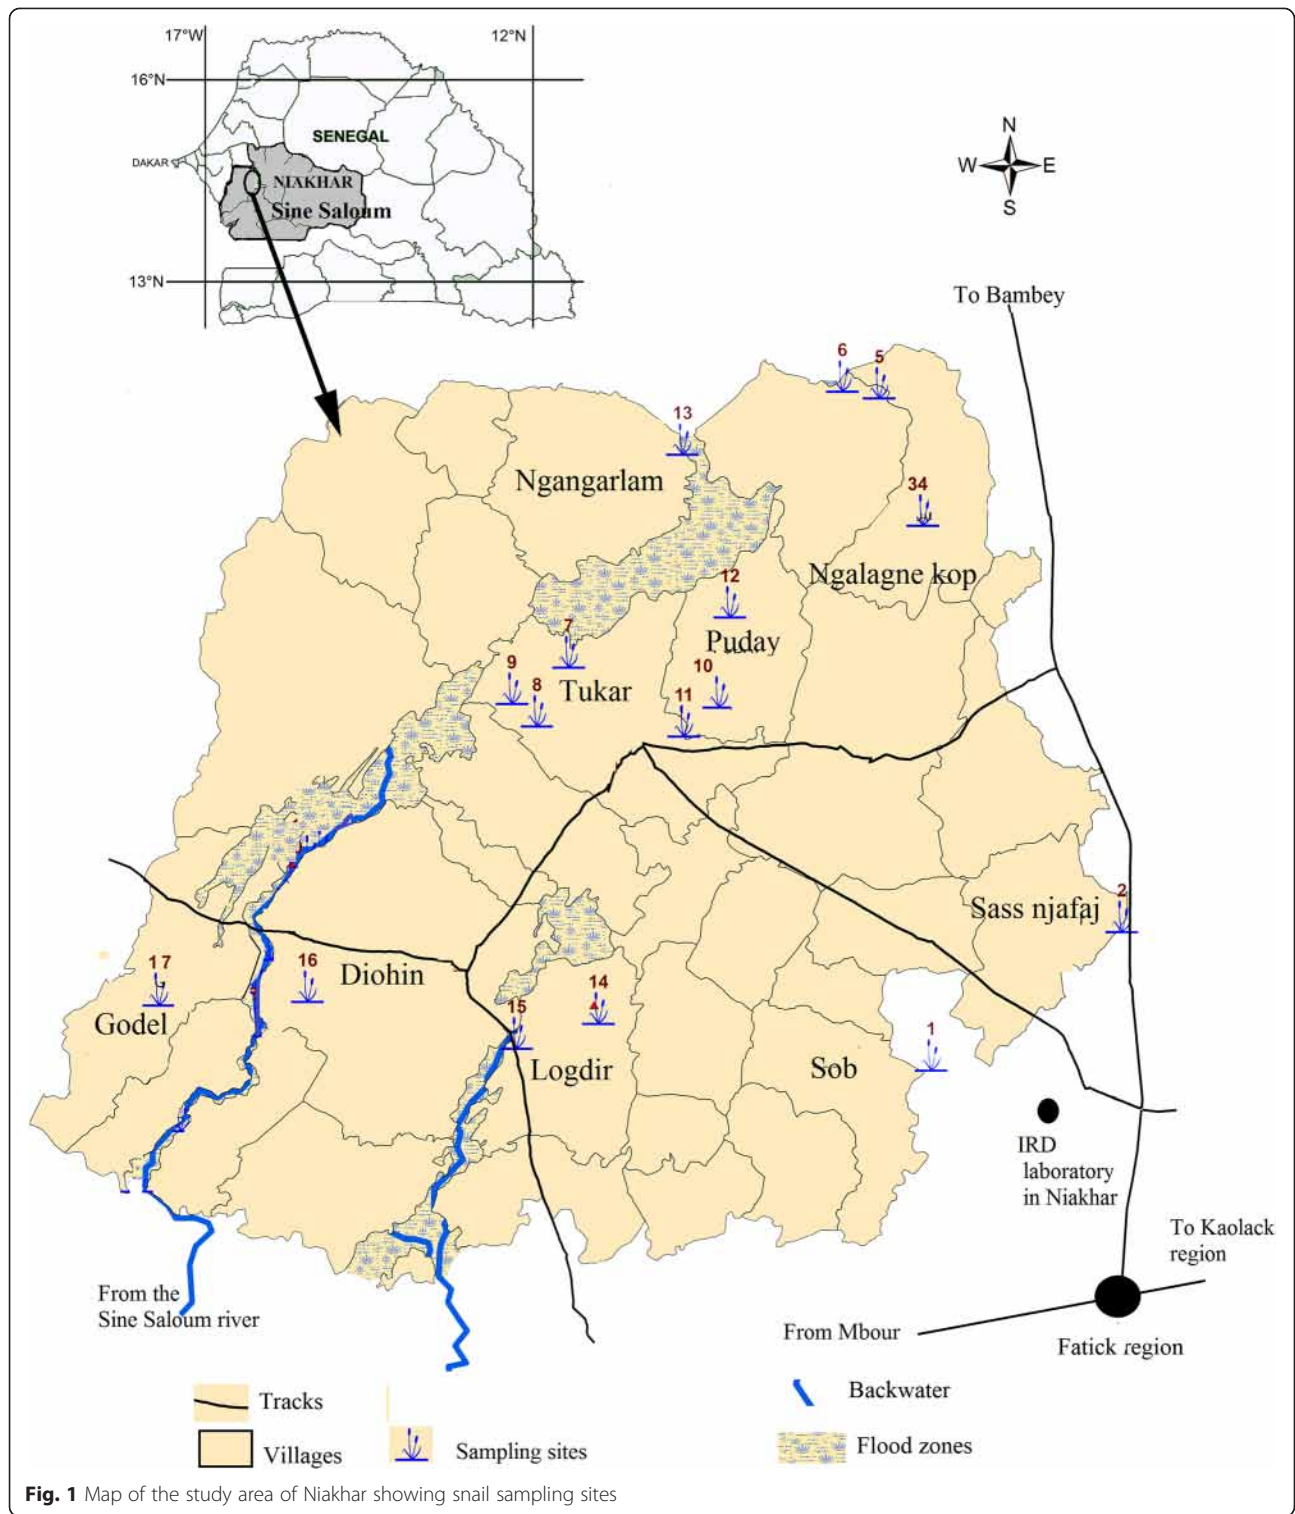 17°W
12°N
16°N
SENEGAL
DAKAR
NIAKHAR
Sine Saloum
13°N
N
W
E
S
To Bambey
6
5
13
Ngangarlam
34
12
Ngalagne kop
7
Puday
9
8
Tukar
10
11
2
Sass njafaj
17
16
Diohin
14
15
Godel
1
Logdir
Sob
IRD
laboratory
in Niakhar
To Kaolack
region
From the
Sine Saloum river
From Mbour
Fatick region
Tracks
Backwater
Villages
Sampling sites
Flood zones
Fig. 1 Map of the study area of Niakhar showing snail sampling sites